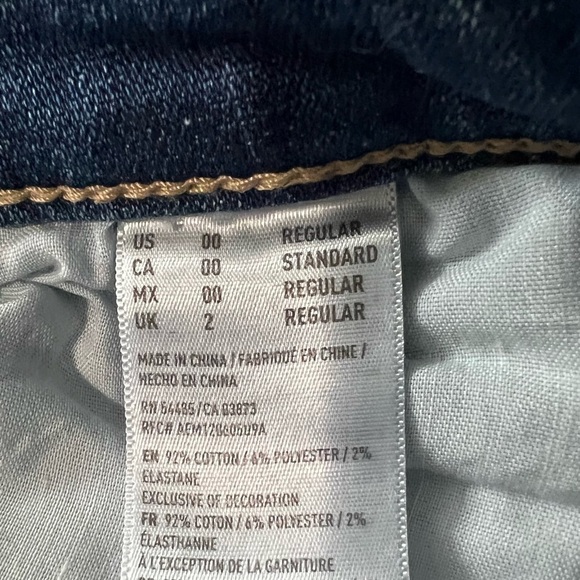 US 00 REGULAR
CA 00 STANDARD
MX 00 REGULAR
UK 2 REGULAR
MADE IN CHINA / FABRIQUÉ EN CHINE /
HECHO EN CHINA
RN 54485/CA 03873
RFC# AEM1206059A
EN 92% COTTON / 6% POLYESTER / 2%
ELASTANE
EXCLUSIVE OF DECORATION
FR 92% COTON / 6% POLYESTER / 2%
ÉLASTHANNE
À L'EXCEPTION DE LA GARNITURE